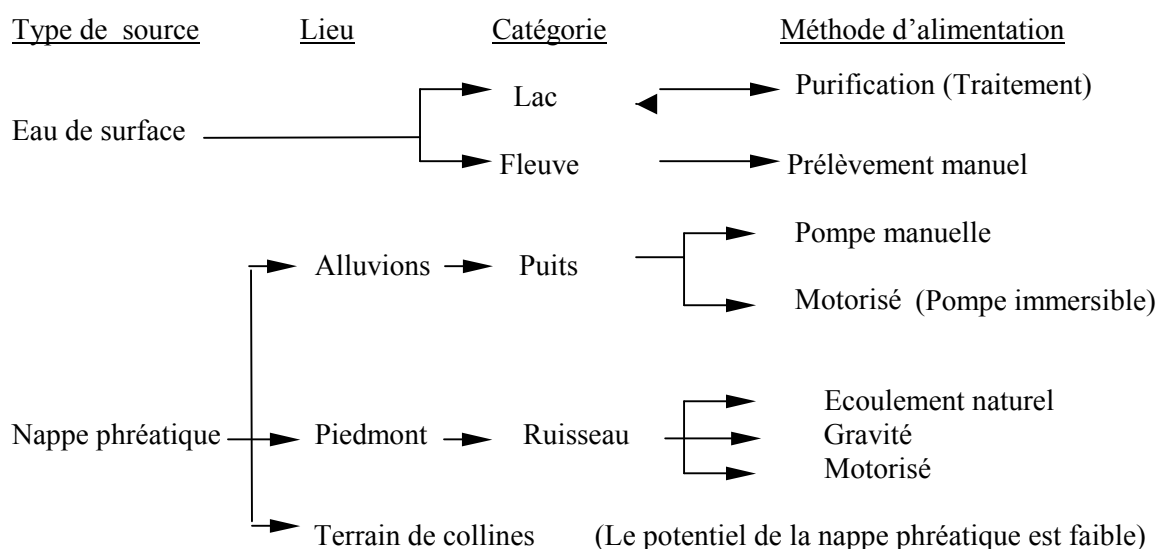 Type de source Lieu Catégorie Méthode d'alimentation
Lac Purification (Traitement)
Eau de surface
Fleuve Prélèvement manuel
Pompe manuelle
Alluvions Puits
Motorisé (Pompe immersible)
Ecoulement naturel
Nappe phréatique Piedmont Ruisseau Gravité
Motorisé
Terrain de collines (Le potentiel de la nappe phréatique est faible)